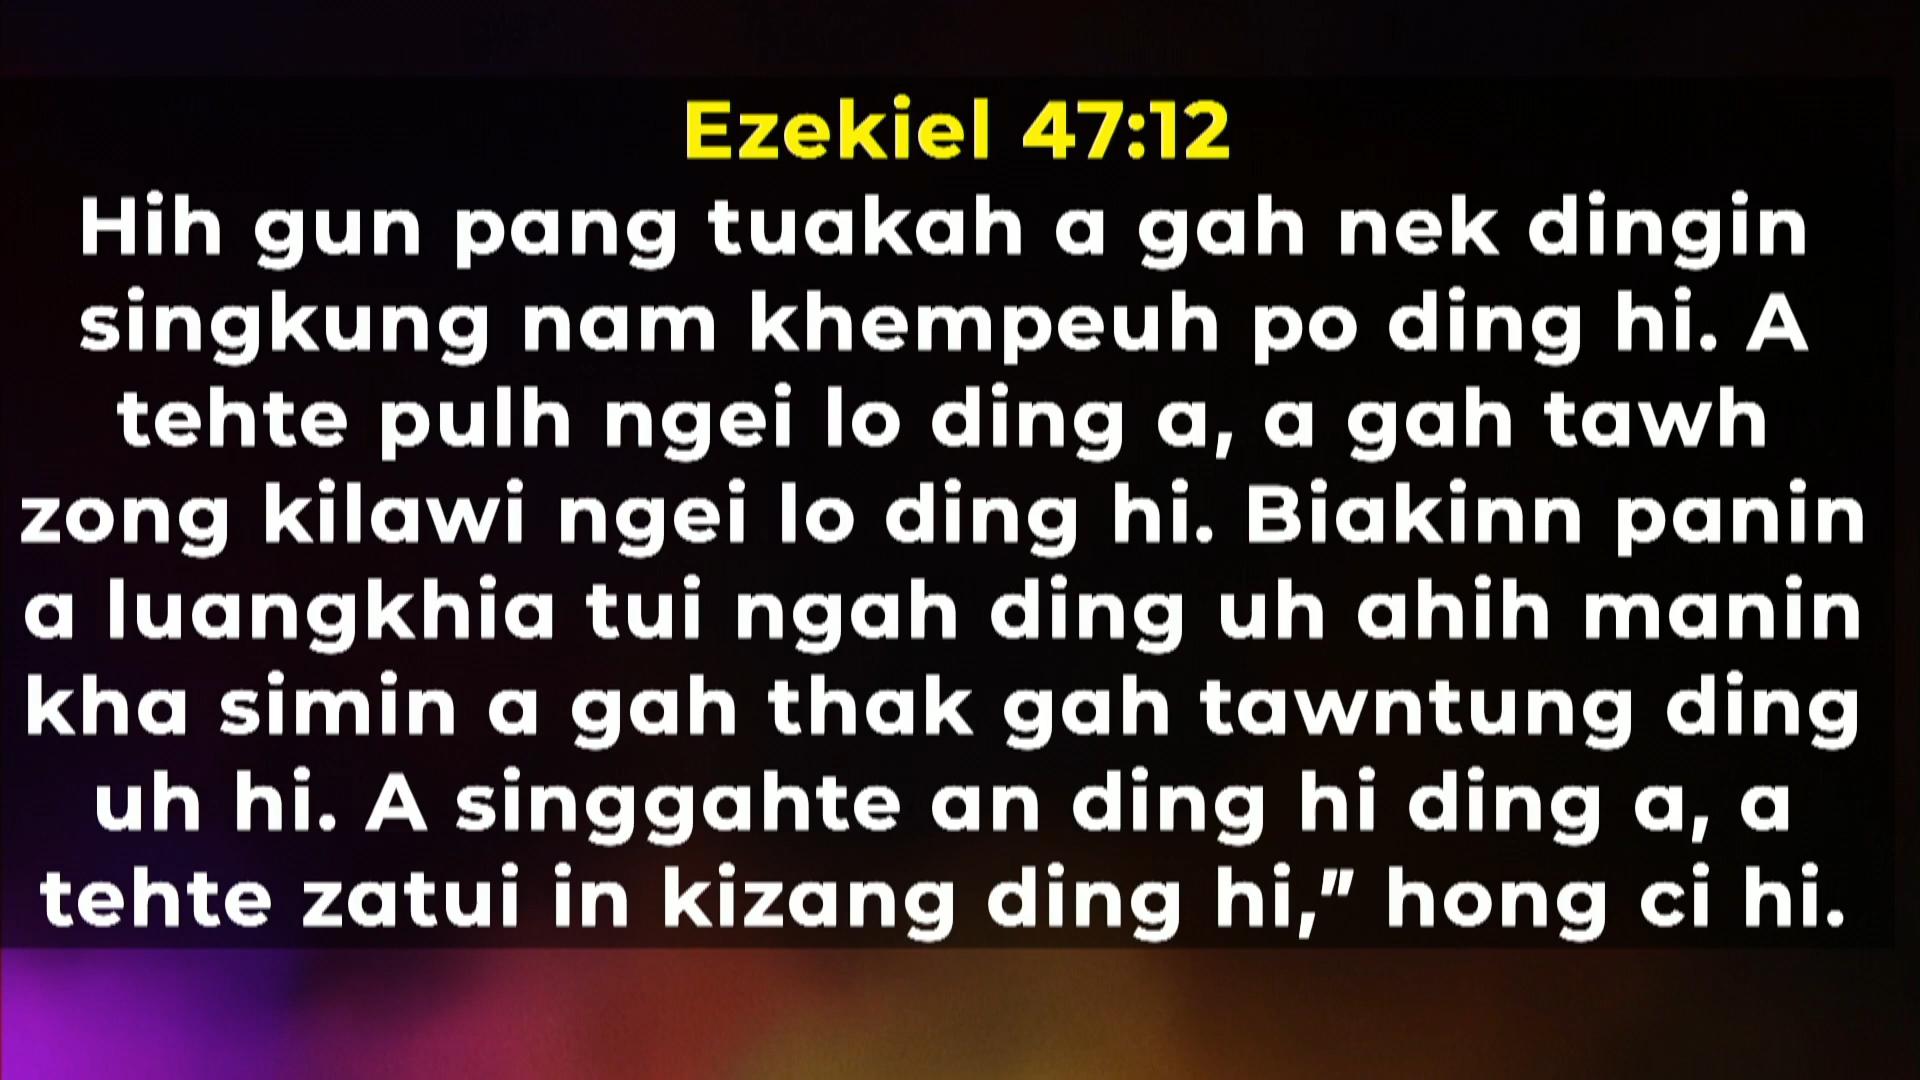 Ezekiel 47:12
Hih gun pang tuakah a gah nek dingin
singkung nam khempeuh po ding hi. A
tehte pulh ngei lo ding a, a gah tawh
zong kilawi ngei lo ding hi. Biakinn panin
a luangkhia tui ngah ding uh ahih manin
kha simin a gah thak gah tawntung ding
uh hi. A singgahte an ding hi ding a, a
tehte zatui in kizang ding hi," hong ci hi.